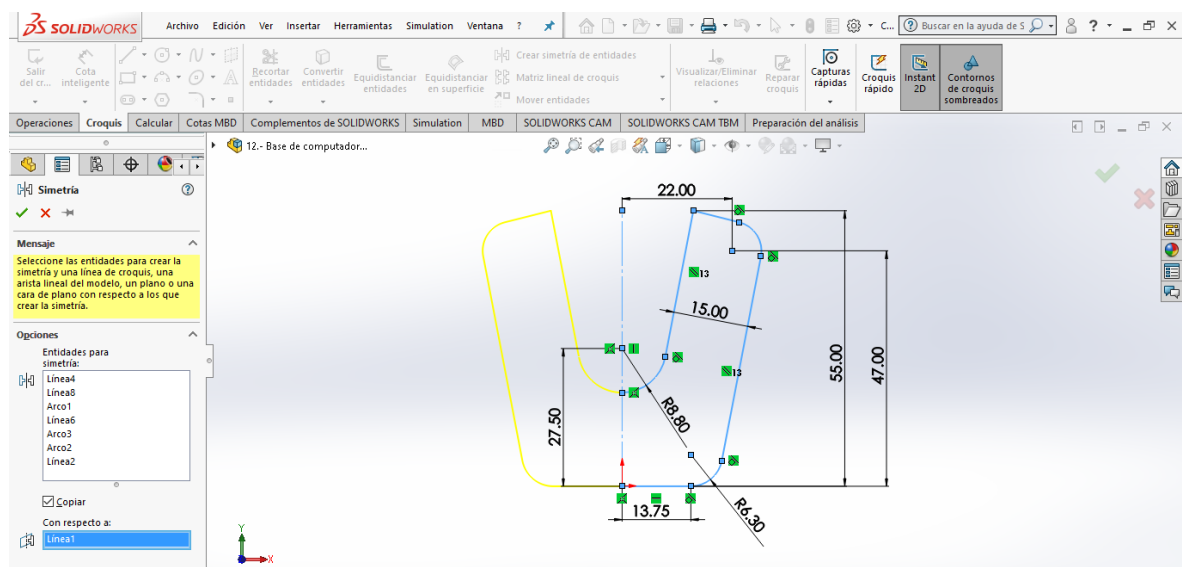 SOLIDWORKS
Archivo Edición Ver Insertar Herramientas Simulation Ventana ?
C...
Buscar en la ayuda de S
?
Salir del cr...
Cota inteligente
Recortar entidades
Convertir entidades
Equidistanciar entidades
Equidistanciar en superficie
Crear simetría de entidades
Matriz lineal de croquis
Mover entidades
Visualizar/Eliminar relaciones
Reparar croquis
Capturas rápidas
Croquis rápido
Instant 2D
Contornos de croquis sombreados
Operaciones Croquis Calcular Cotas MBD Complementos de SOLIDWORKS Simulation MBD SOLIDWORKS CAM SOLIDWORKS CAM TBM Preparación del análisis
12.- Base de computador...
Simetría
?
Mensaje
Seleccione las entidades para crear la
simetría y una línea de croquis, una
arista lineal del modelo, un plano o una
cara de plano con respecto a los que
crear la simetría.
Opciones
Entidades para
simetría:
Línea4
Línea8
Arco1
Línea6
Arco3
Arco2
Línea2
Copiar
Con respecto a:
Línea1
22.00
13
15.00
13
55.00
47.00
27.50
R8.80
13.75
R6.30
Y
X